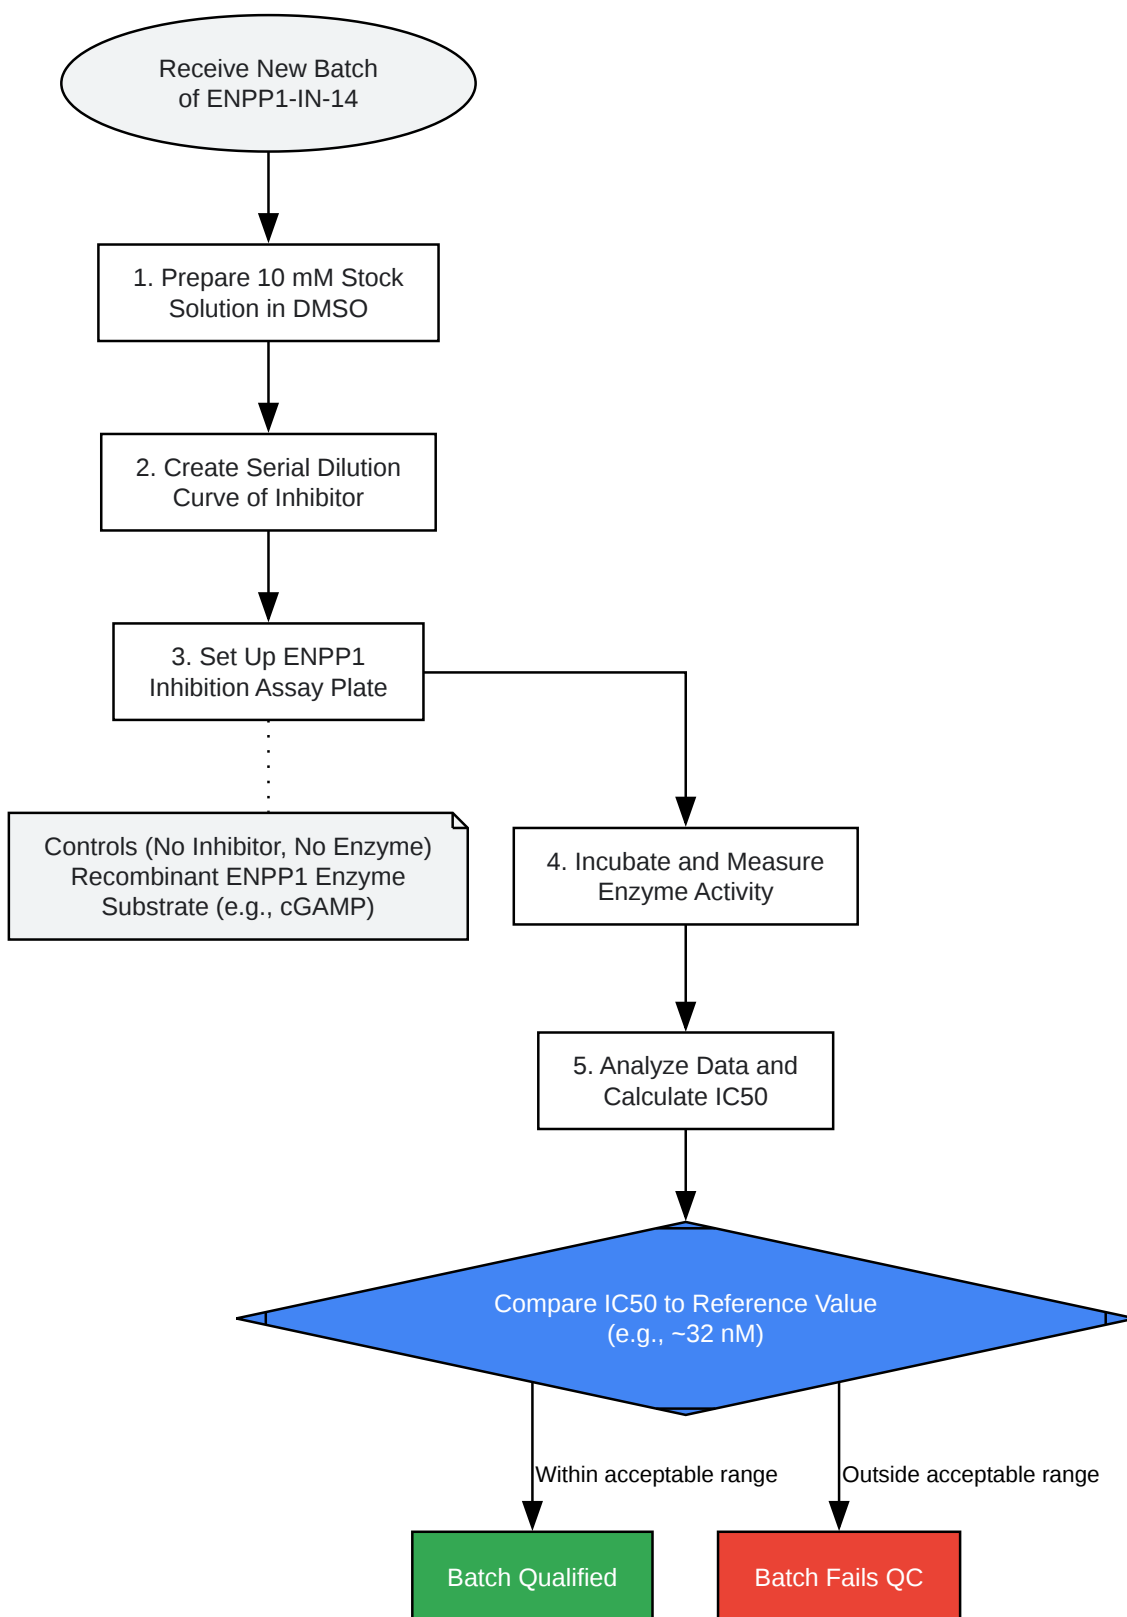 Receive New Batch
of ENPP1-IN-14
1. Prepare 10 mM Stock
Solution in DMSO
2. Create Serial Dilution
Curve of Inhibitor
3. Set Up ENPP1
Inhibition Assay Plate
Controls (No Inhibitor, No Enzyme)
Recombinant ENPP1 Enzyme
Substrate (e.g., cGAMP)
4. Incubate and Measure
Enzyme Activity
5. Analyze Data and
Calculate IC50
Compare IC50 to Reference Value
(e.g., ~32 nM)
Within acceptable range
Outside acceptable range
Batch Qualified
Batch Fails QC